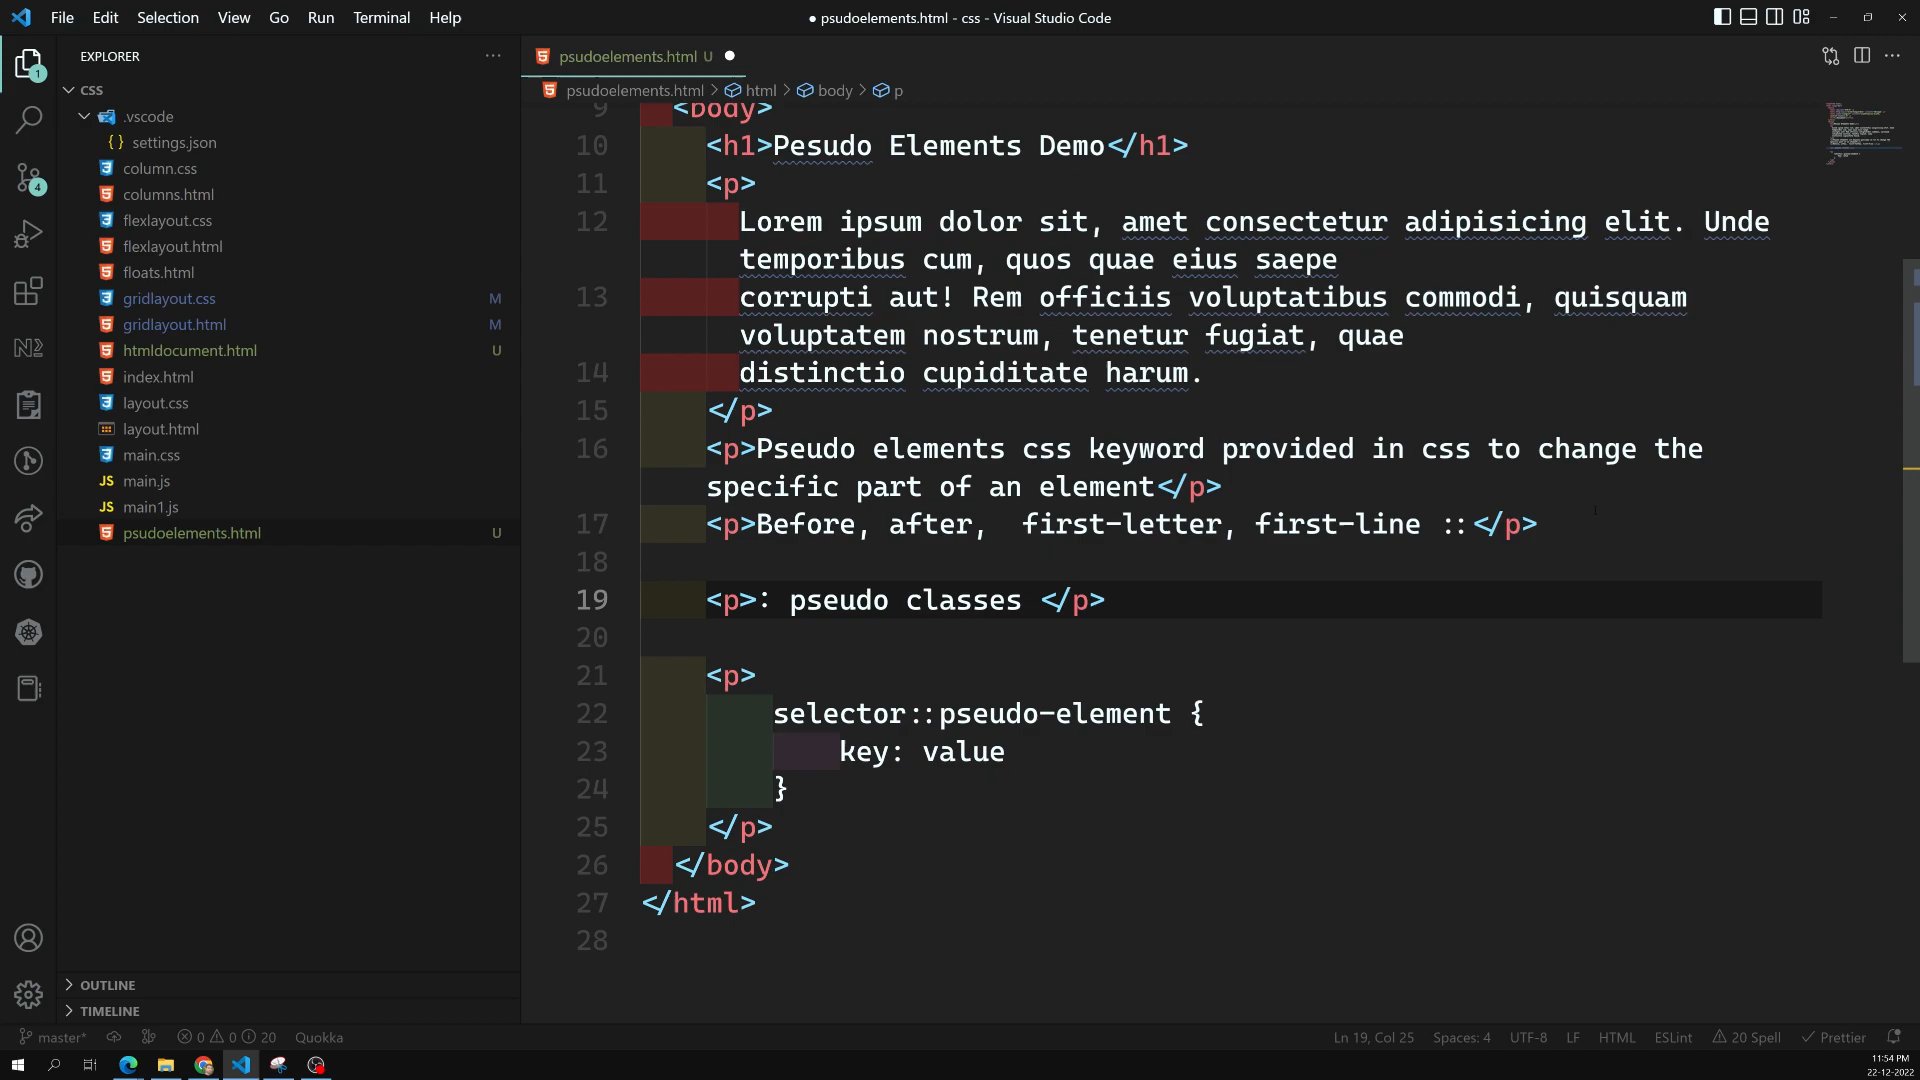 File Edit Selection View Go Run Terminal Help
● psudoelements.html - css - Visual Studio Code
EXPLORER
psudoelements.html U
CSS
psudoelements.html > html > body > p
.vscode
{ } settings.json
column.css
columns.html
flexlayout.css
flexlayout.html
floats.html
gridlayout.css M
gridlayout.html M
htmldocument.html U
index.html
layout.css
layout.html
main.css
JS main.js
JS main1.js
psudoelements.html U
OUTLINE
TIMELINE
1
4
9 <body>
10 <h1>Pesudo Elements Demo</h1>
11 <p>
12 Lorem ipsum dolor sit, amet consectetur adipisicing elit. Unde
temporibus cum, quos quae eius saepe
13 corrupti aut! Rem officiis voluptatibus commodi, quisquam
voluptatem nostrum, tenetur fugiat, quae
14 distinctio cupiditate harum.
15 </p>
16 <p>Pseudo elements css keyword provided in css to change the
specific part of an element</p>
17 <p>Before, after,  first-letter, first-line ::</p>
18
19 <p>: pseudo classes </p>
20
21 <p>
22 selector::pseudo-element {
23 key: value
24 }
25 </p>
26 </body>
27 </html>
28
master* 0 0 20 Quokka
Ln 19, Col 25 Spaces: 4 UTF-8 LF HTML ESLint 20 Spell Prettier
11:54 PM
22-12-2022